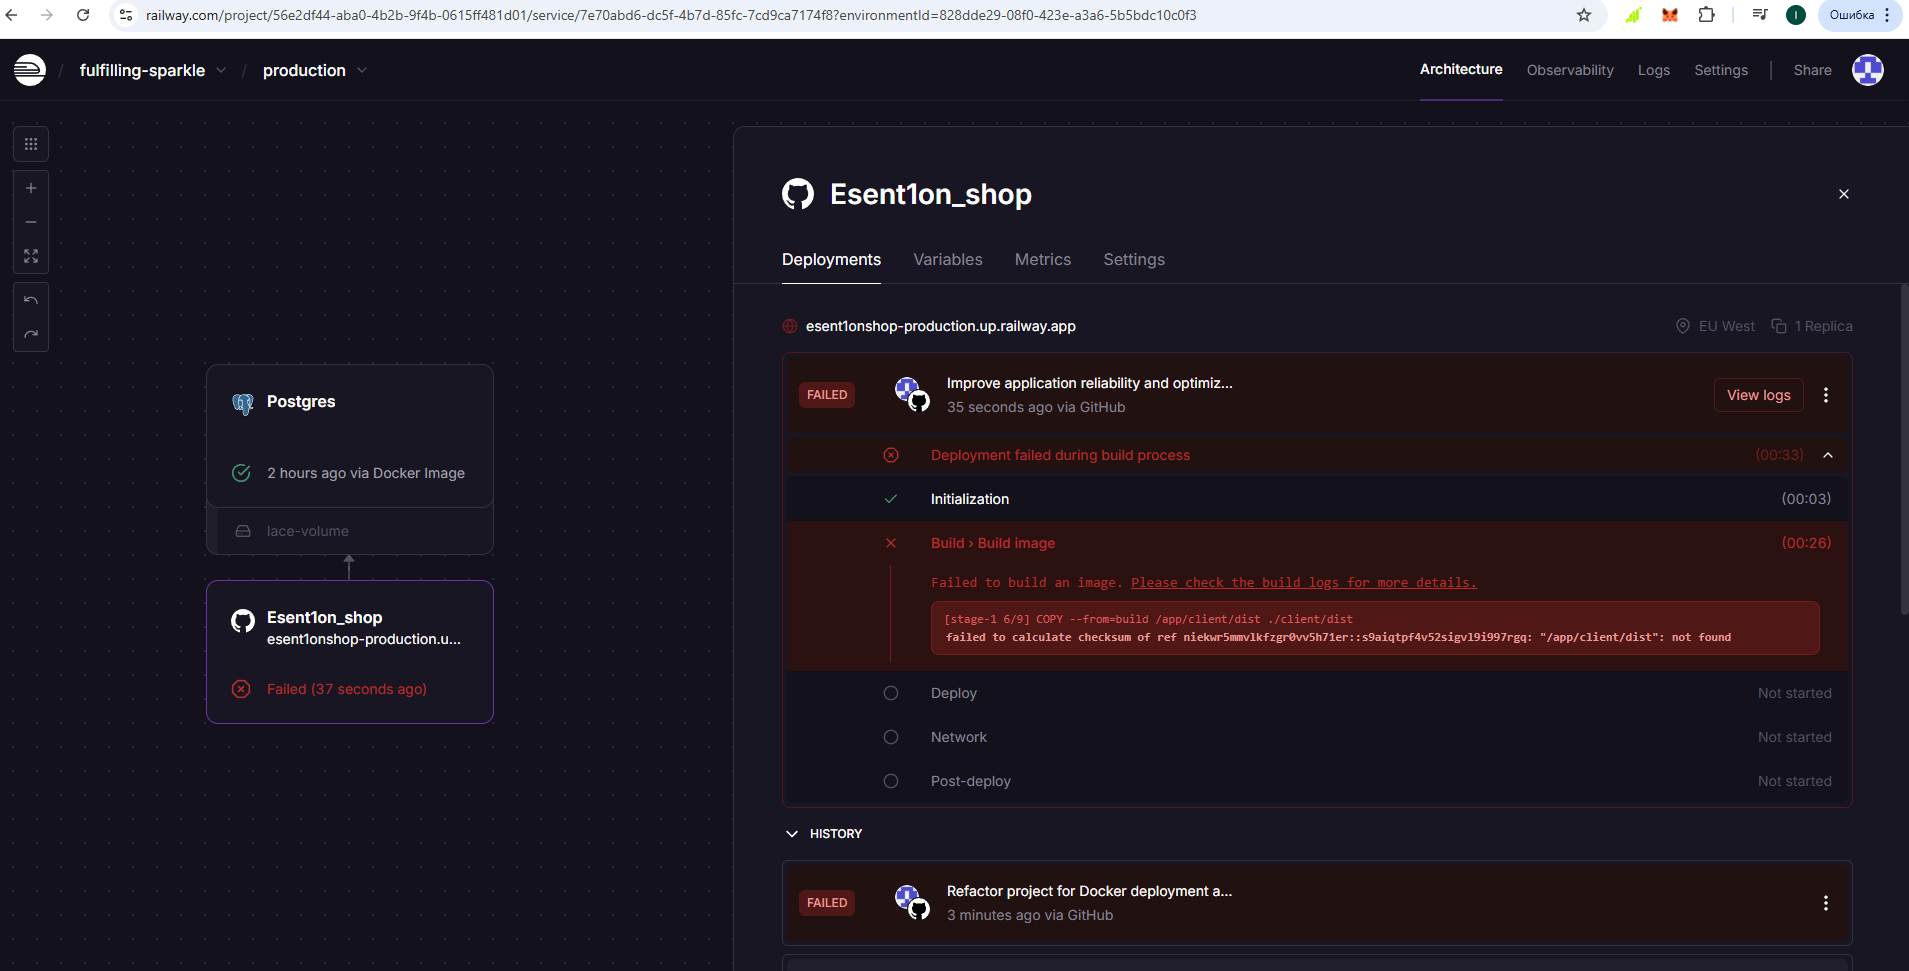 railway.com/project/56e2df44-aba0-4b2b-9f4b-0615ff481d01/service/7e70abd6-dc5f-4b7d-85fc-7cd9ca7174f8?environmentId=828dde29-08f0-423e-a3a6-5b5bdc10c0f3
I
Ошибка
/ fulfilling-sparkle / production
Architecture
Observability
Logs
Settings
Share
Postgres
2 hours ago via Docker Image
lace-volume
Esent1on_shop
esent1onshop-production.u...
Failed (37 seconds ago)
Esent1on_shop
Deployments
Variables
Metrics
Settings
esent1onshop-production.up.railway.app
EU West
1 Replica
FAILED
Improve application reliability and optimiz...
35 seconds ago via GitHub
View logs
Deployment failed during build process
(00:33)
Initialization
(00:03)
Build › Build image
(00:26)
Failed to build an image. Please check the build logs for more details.
[stage-1 6/9] COPY --from=build /app/client/dist ./client/dist
failed to calculate checksum of ref niekwr5mmvlkfzgr0vv5h71er::s9aiqtpf4v52sigvl9i997rgq: "/app/client/dist": not found
Deploy
Not started
Network
Not started
Post-deploy
Not started
HISTORY
FAILED
Refactor project for Docker deployment a...
3 minutes ago via GitHub